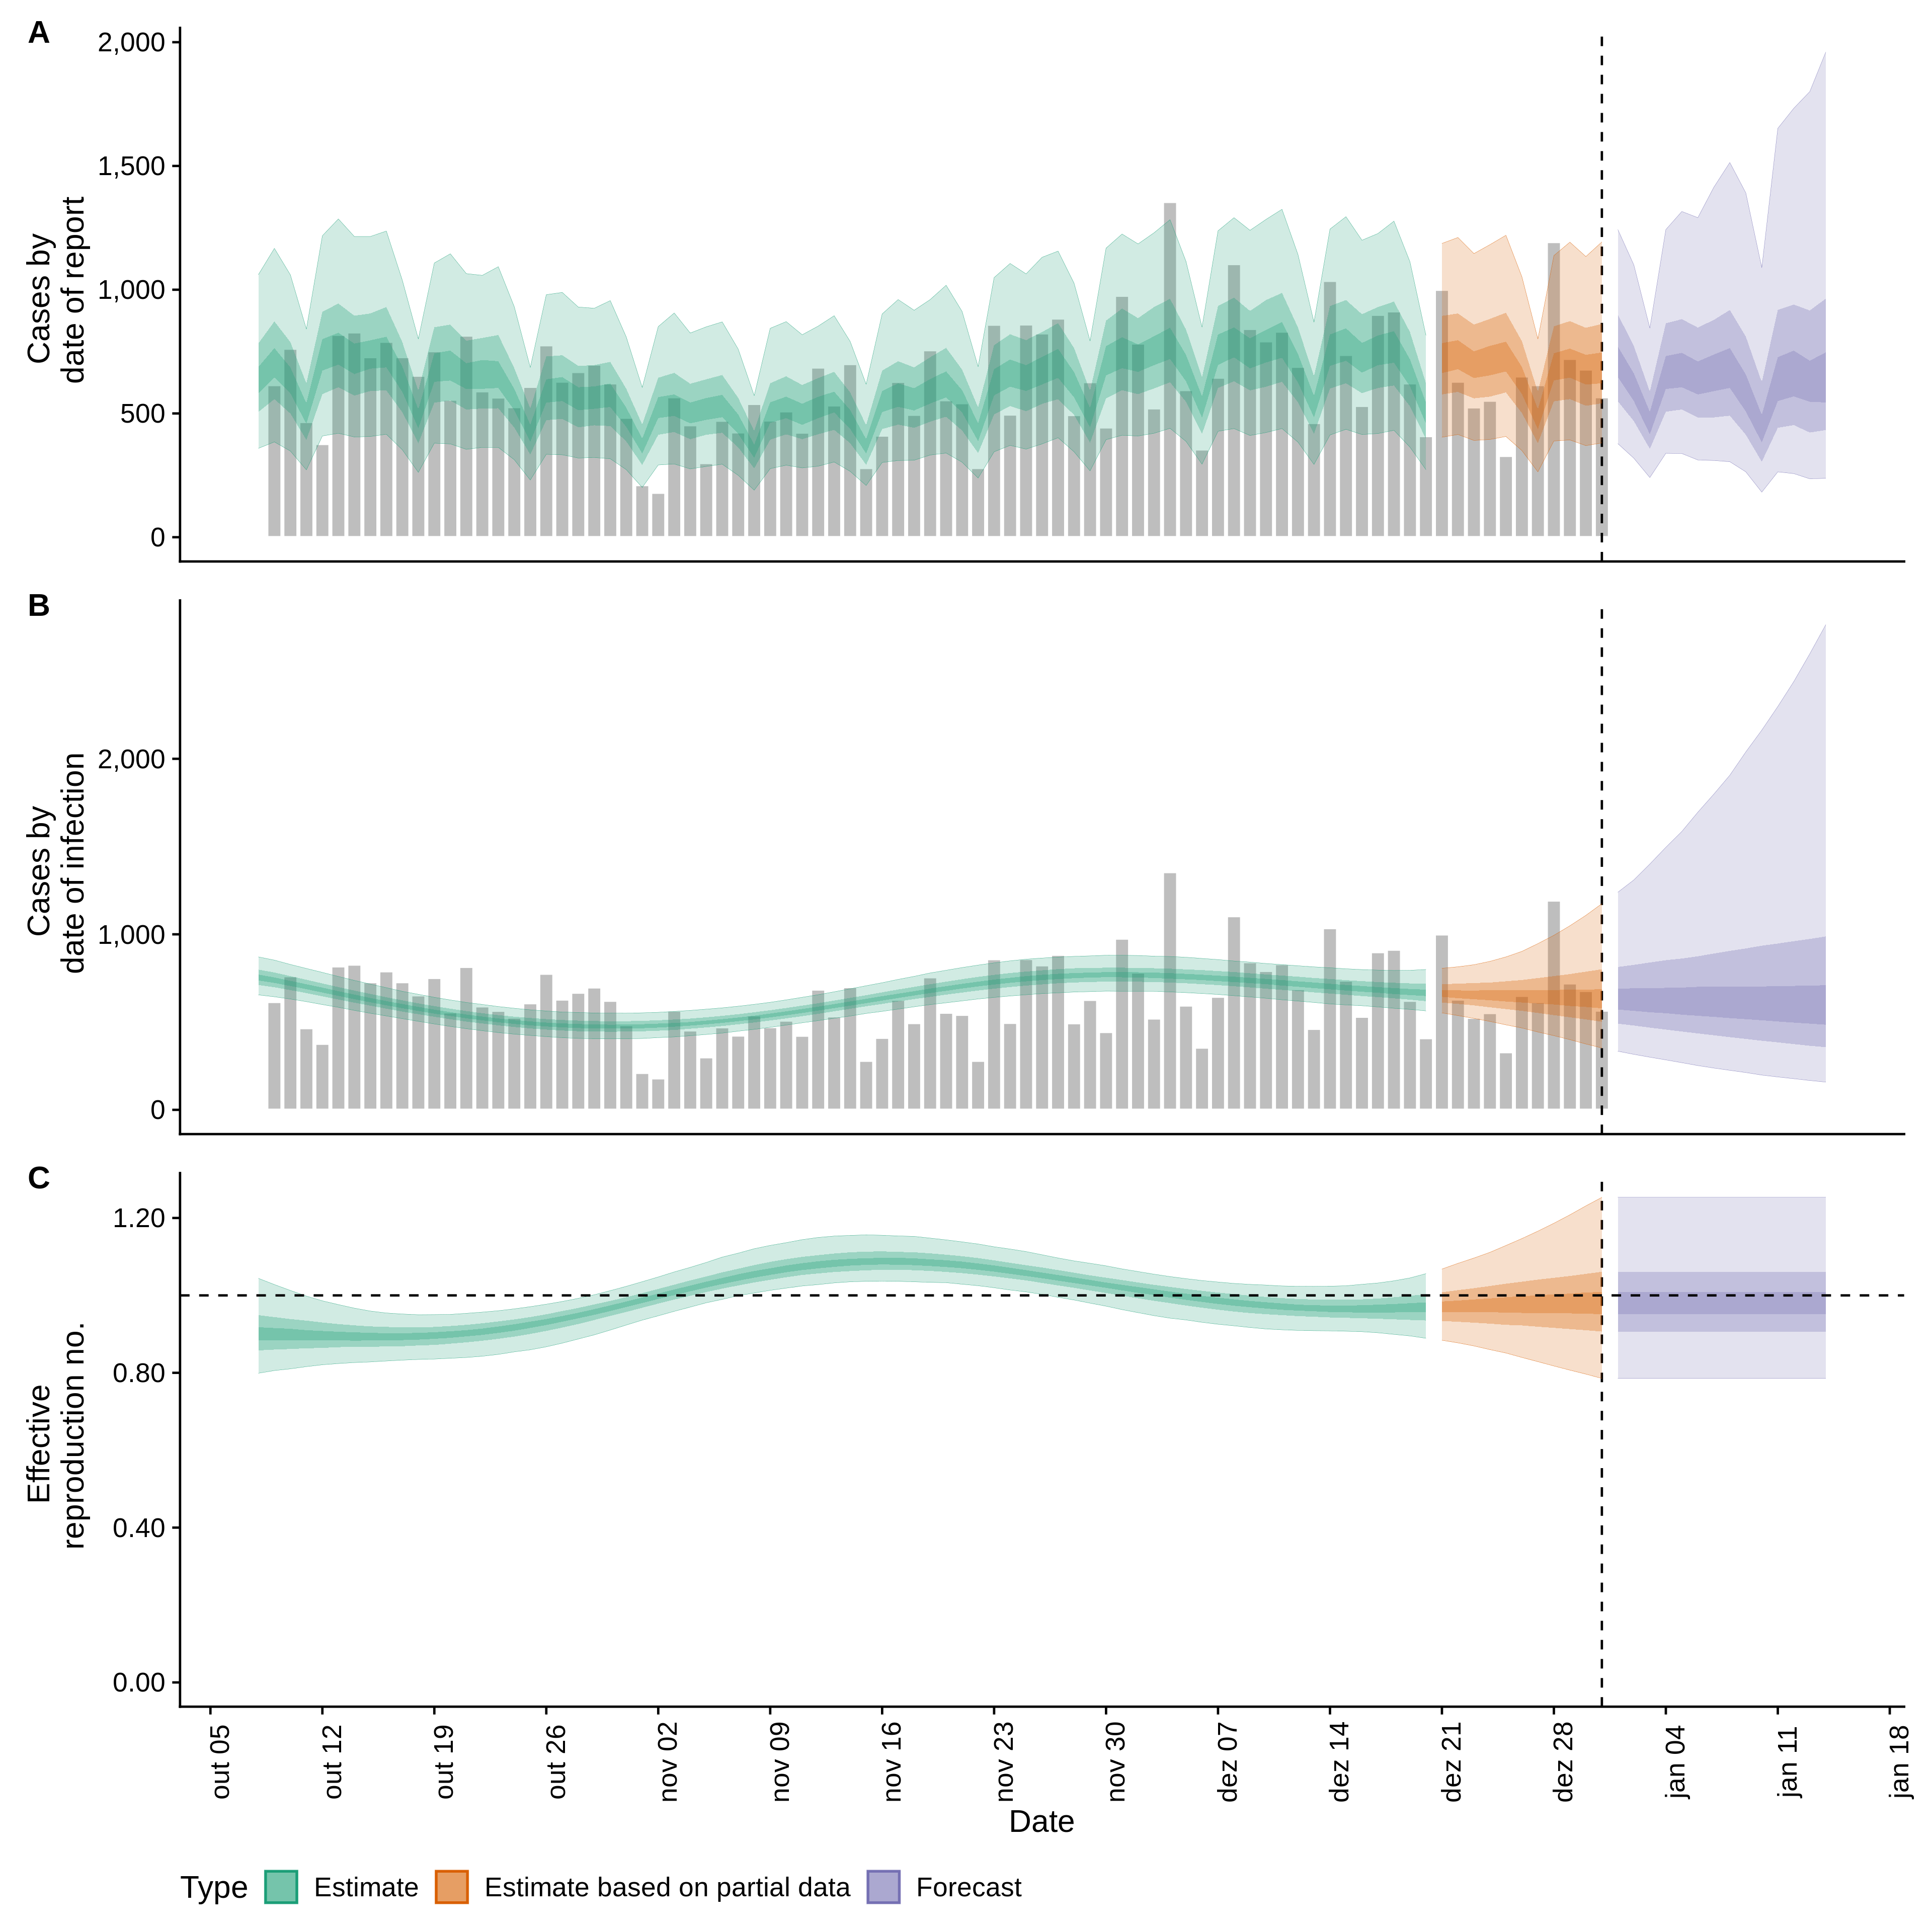 A
2,000
1,500
1,000
500
0
Cases by
date of report
B
2,000
1,000
0
Cases by
date of infection
C
1.20
0.80
0.40
0.00
Effective
reproduction no.
out 05
out 12
out 19
out 26
nov 02
nov 09
nov 16
nov 23
nov 30
dez 07
dez 14
dez 21
dez 28
jan 04
jan 11
jan 18
Date
Type Estimate Estimate based on partial data Forecast